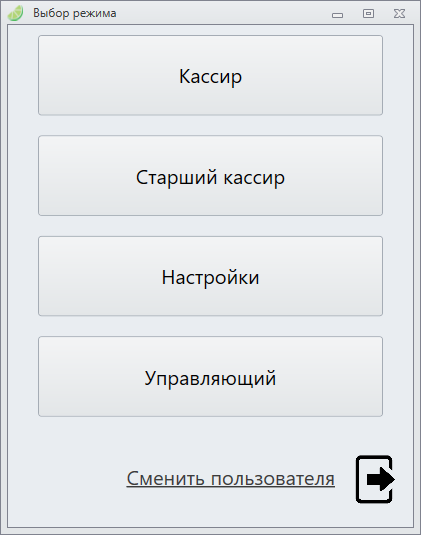 Выбор режима
Кассир
Старший кассир
Настройки
Управляющий
Сменить пользователя